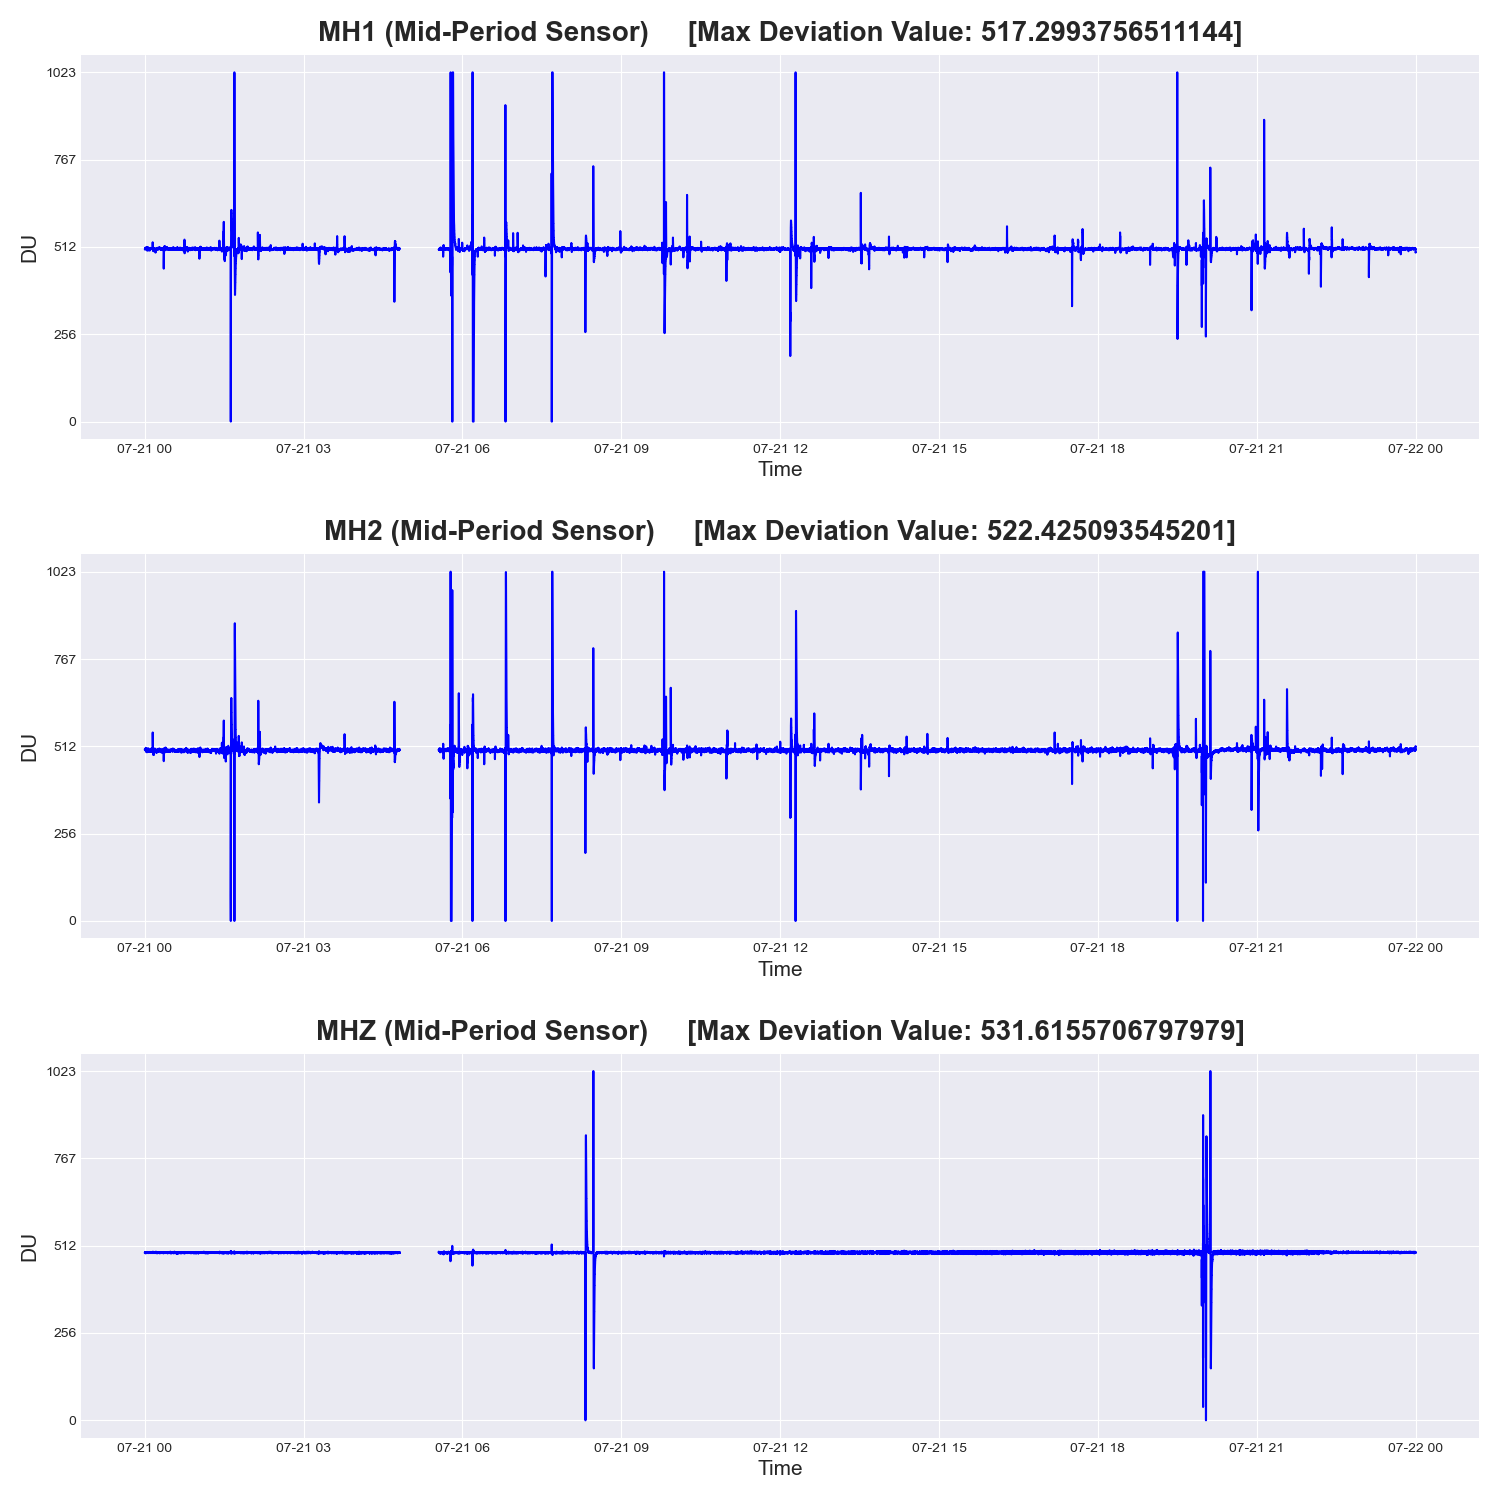 MH1 (Mid-Period Sensor) [Max Deviation Value: 517.2993756511144]
1023
767
512
256
0
DU
07-21 00 07-21 03 07-21 06 07-21 09 07-21 12 07-21 15 07-21 18 07-21 21 07-22 00
Time
MH2 (Mid-Period Sensor) [Max Deviation Value: 522.425093545201]
1023
767
512
256
0
DU
07-21 00 07-21 03 07-21 06 07-21 09 07-21 12 07-21 15 07-21 18 07-21 21 07-22 00
Time
MHZ (Mid-Period Sensor) [Max Deviation Value: 531.6155706797979]
1023
767
512
256
0
DU
07-21 00 07-21 03 07-21 06 07-21 09 07-21 12 07-21 15 07-21 18 07-21 21 07-22 00
Time